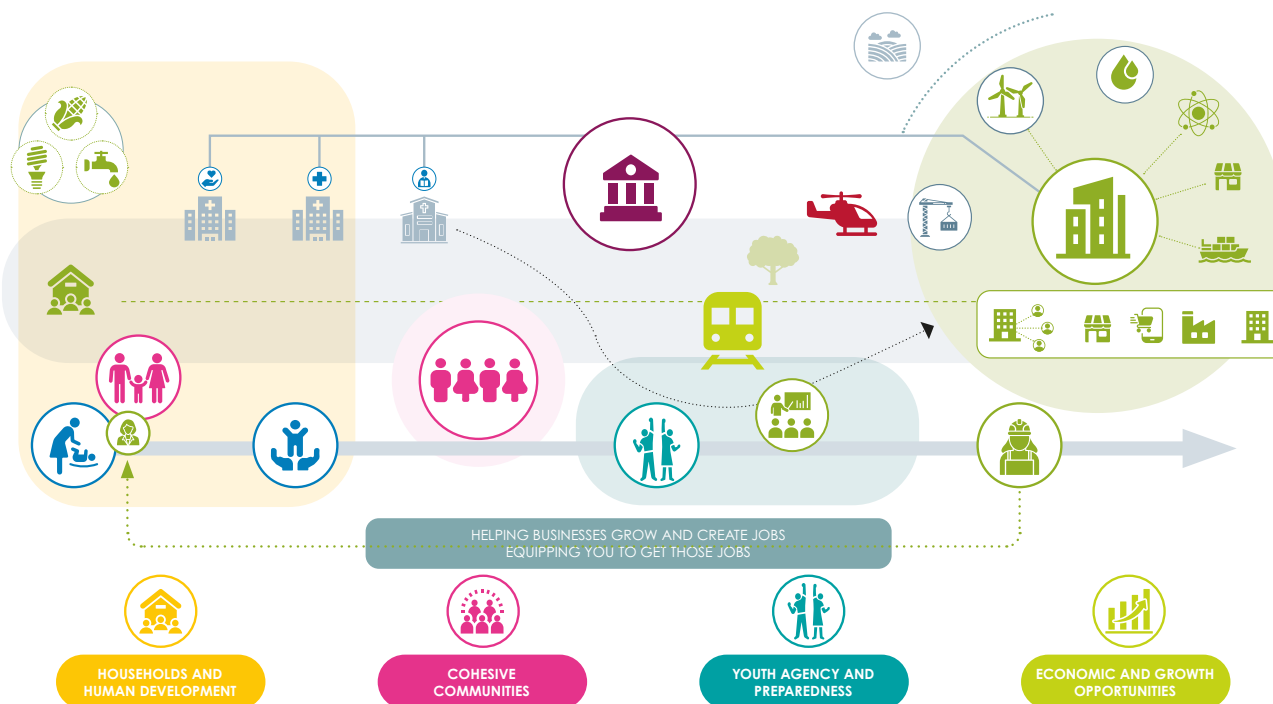 HELPING BUSINESSES GROW AND CREATE JOBS
EQUIPPING YOU TO GET THOSE JOBS
HOUSEHOLDS AND
HUMAN DEVELOPMENT
COHESIVE
COMMUNITIES
YOUTH AGENCY AND
PREPAREDNESS
ECONOMIC AND GROWTH
OPPORTUNITIES